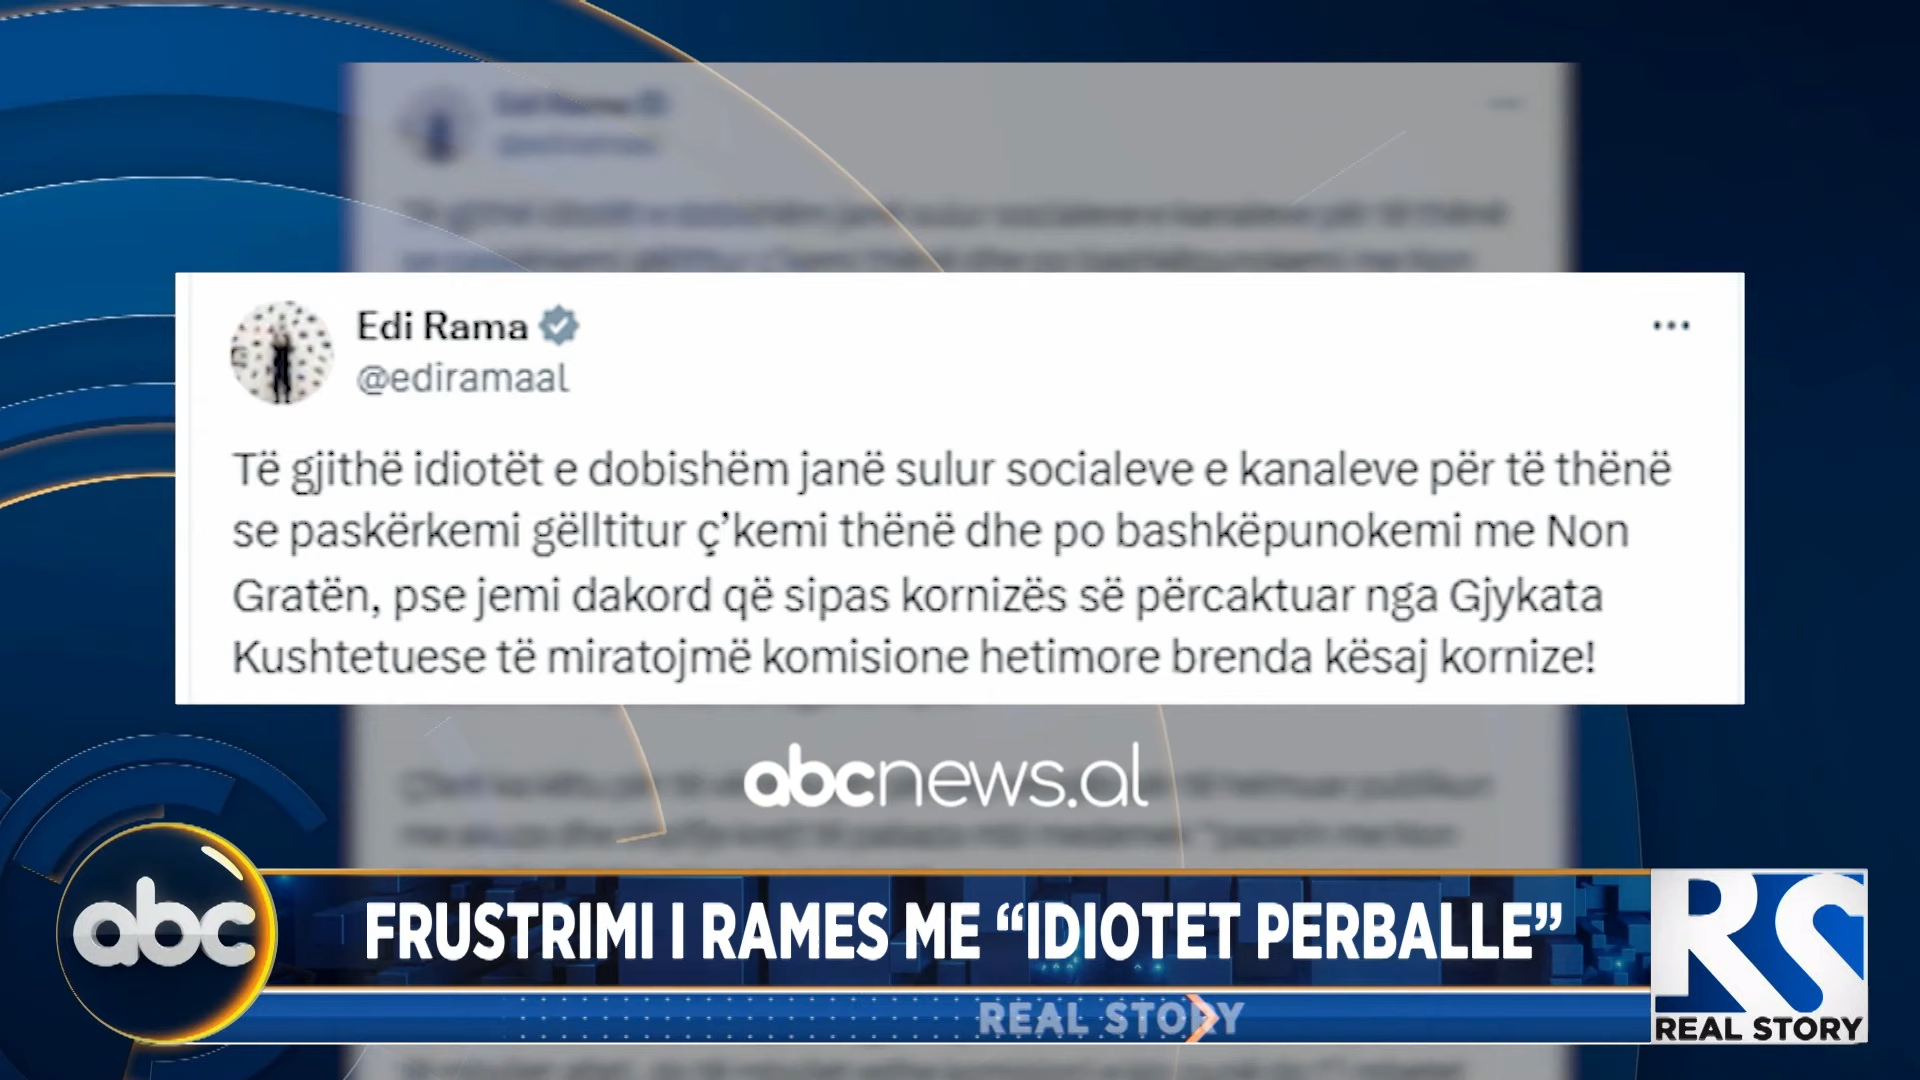 Edi Rama
@ediramaal
Të gjithë idiotët e dobishëm janë sulur socialeve e kanaleve për të thënë
se paskërkemi gëlltitur ç’kemi thënë dhe po bashkëpunokemi me Non
Gratën, pse jemi dakord që sipas kornizës së përcaktuar nga Gjykata
Kushtetuese të miratojmë komisione hetimore brenda kësaj kornize!
abcnews.al
abc
FRUSTRIMI I RAMES ME “IDIOTET PERBALLE”
REAL STORY
RS
REAL STORY